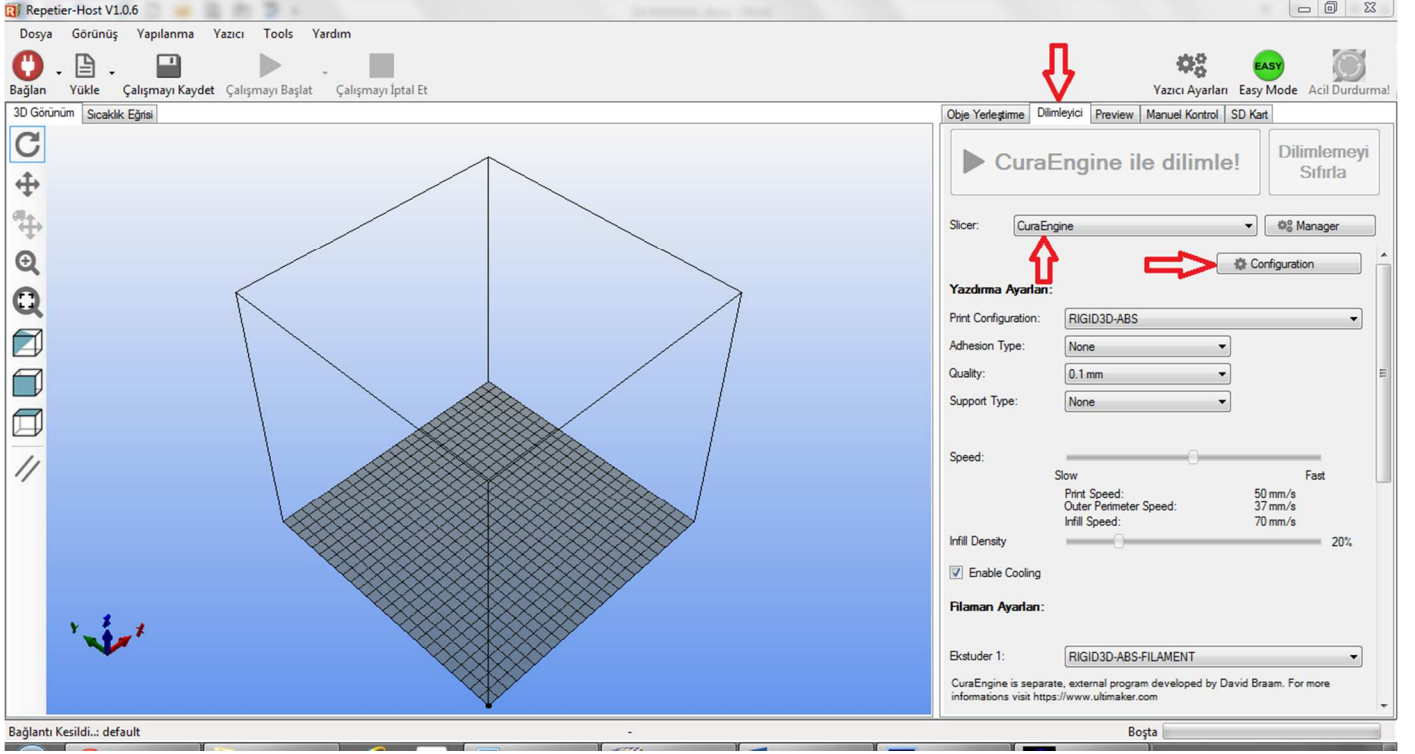 Repetier-Host V1.0.6
Dosya Görünüş Yapılanma Yazıcı Tools Yardım
EASY
Bağlan Yükle Çalışmayı Kaydet Çalışmayı Başlat Çalışmayı İptal Et Yazıcı Ayarları Easy Mode Acil Durdurma!
3D Görünüm Sıcaklık Eğrisi
Obje Yerleştirme Dilimleyici Preview Manuel Kontrol SD Kart
CuraEngine ile dilimle!
Dilimlemeyi
Sıfırla
Slicer: CuraEngine Manager
Configuration
Yazdırma Ayarları:
Print Configuration: RIGID3D-ABS
Adhesion Type: None
Quality: 0.1 mm
Support Type: None
Speed:
Slow Fast
Print Speed: 50 mm/s
Outer Perimeter Speed: 37 mm/s
Infill Speed: 70 mm/s
Infill Density 20%
Enable Cooling
Filaman Ayarları:
Ekstuder 1: RIGID3D-ABS-FILAMENT
CuraEngine is separate, external program developed by David Braam. For more
informations visit https://www.ultimaker.com
Bağlantı Kesildi..: default - Boşta